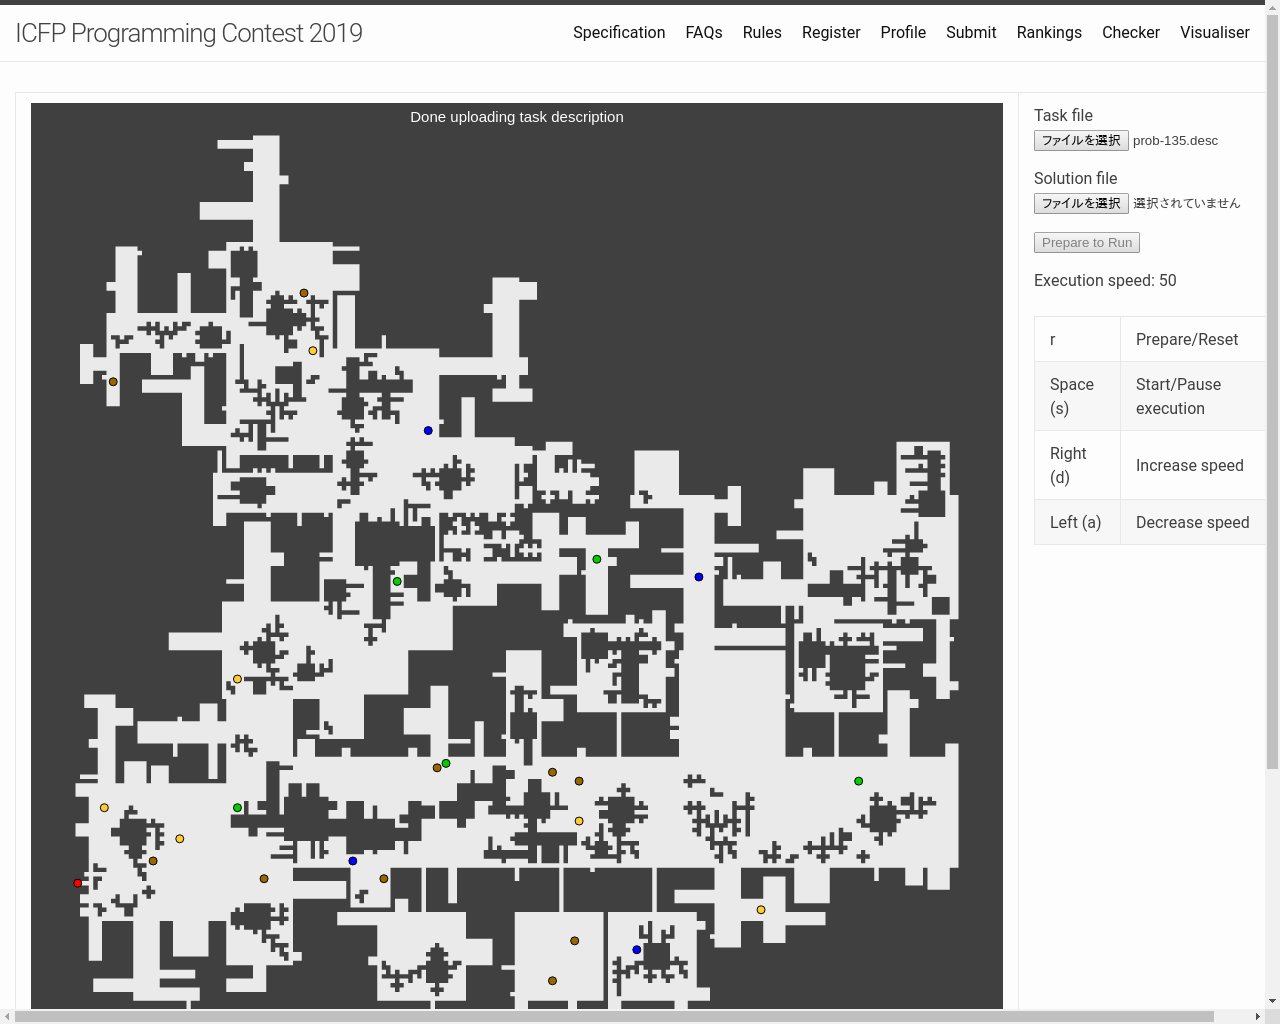 ICFP Programming Contest 2019
Specification FAQs Rules Register Profile Submit Rankings Checker Visualiser
Done uploading task description
Task file
ファイルを選択 prob-135.desc
Solution file
ファイルを選択 選択されていません
Prepare to Run
Execution speed: 50
r Prepare/Reset
Space (s) Start/Pause execution
Right (d) Increase speed
Left (a) Decrease speed